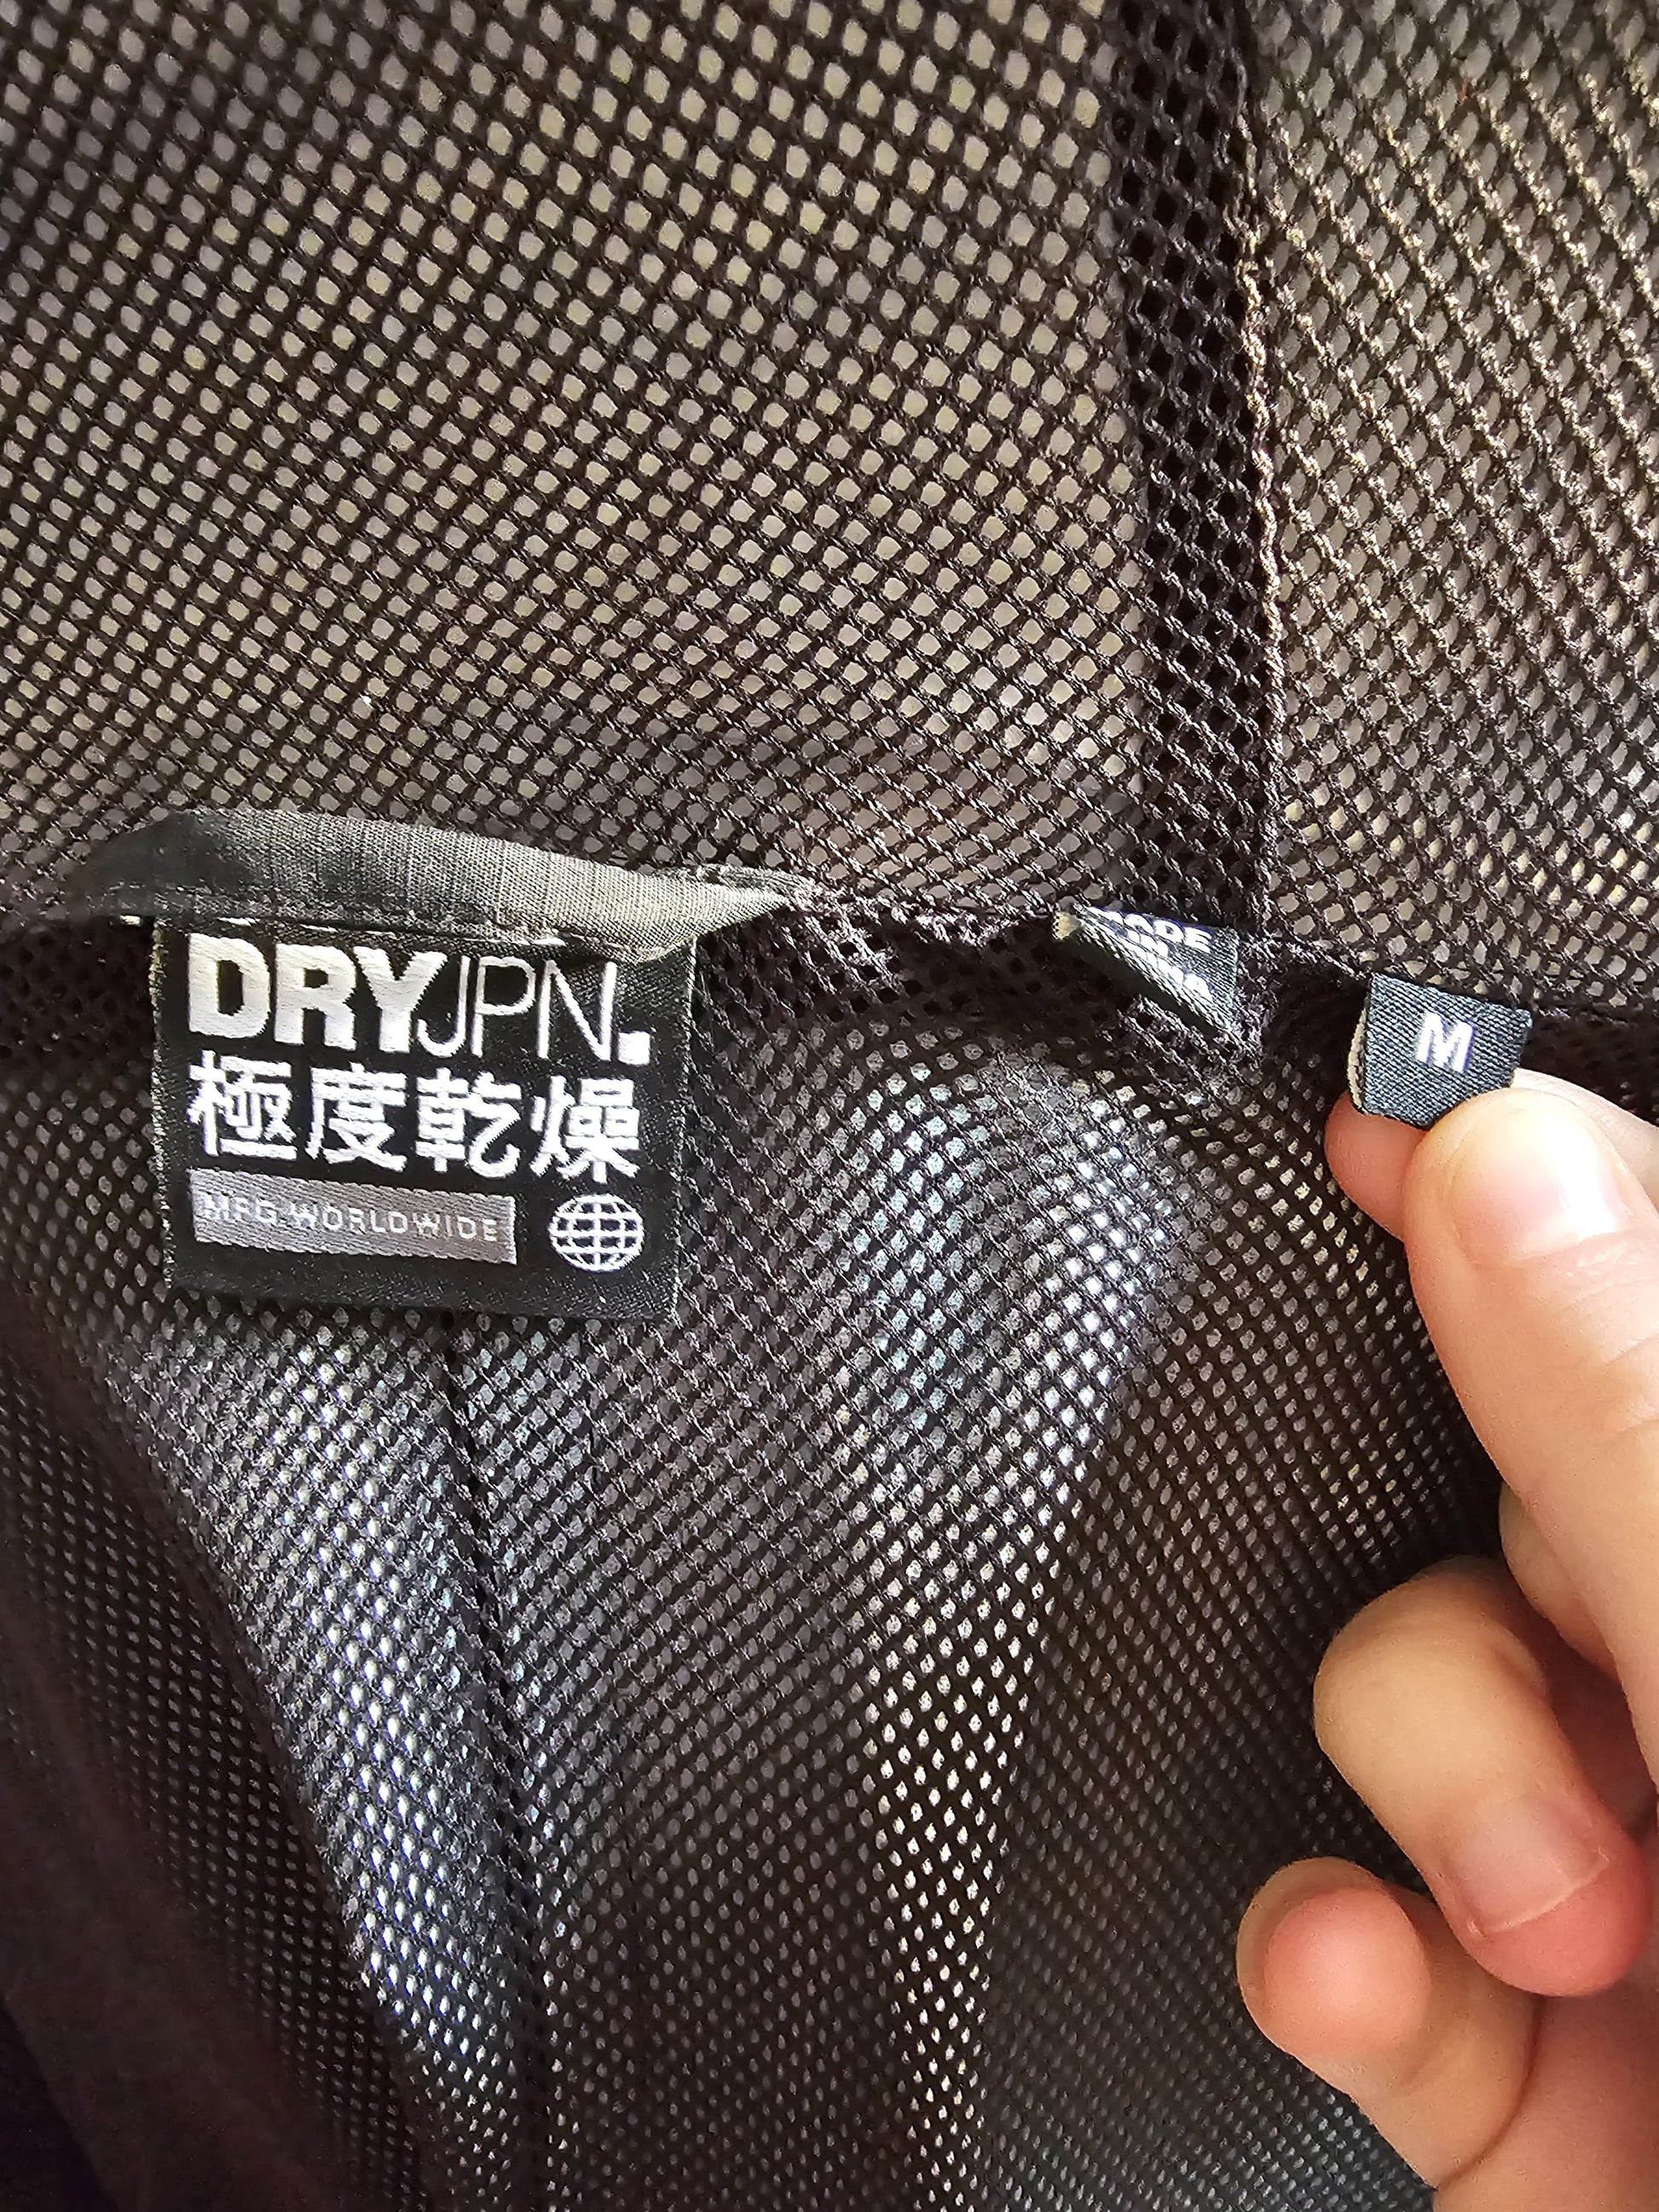 DRYJPN.
極度乾燥
MFG·WORLDWIDE
M